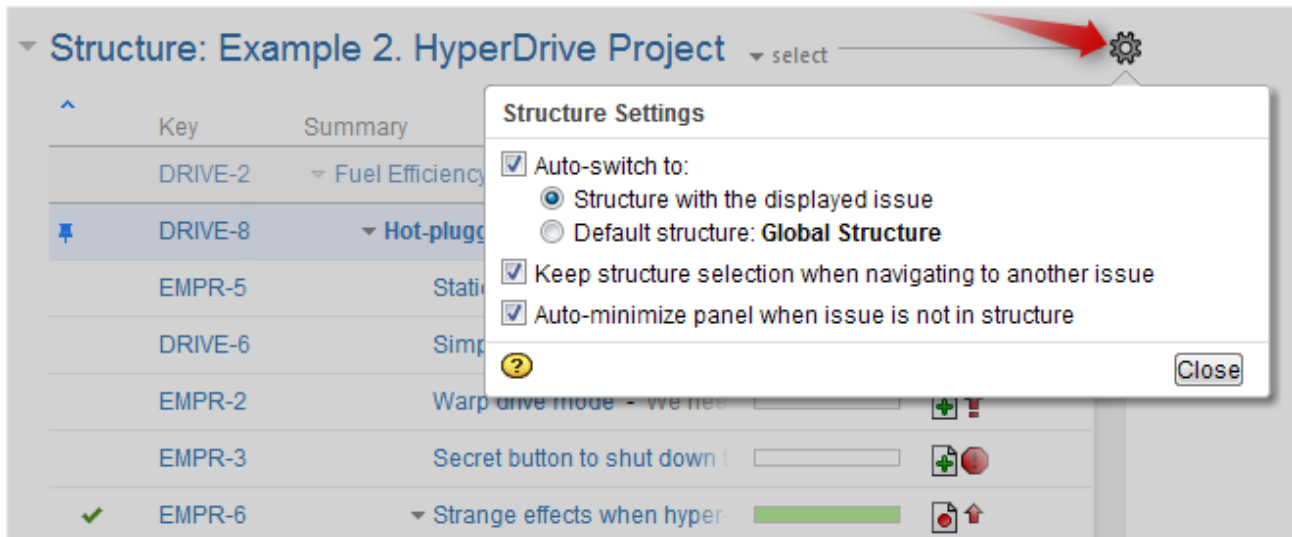 Structure: Example 2. HyperDrive Project select
Structure Settings
Key Summary
Auto-switch to:
DRIVE-2 Fuel Efficiency
Structure with the displayed issue
DRIVE-8 Hot-plugg
Default structure: Global Structure
Keep structure selection when navigating to another issue
EMPR-5 Stati
Auto-minimize panel when issue is not in structure
DRIVE-6 Simp
?
Close
EMPR-2 Warp drive mode - We nee
EMPR-3 Secret button to shut down t
EMPR-6 Strange effects when hyper-